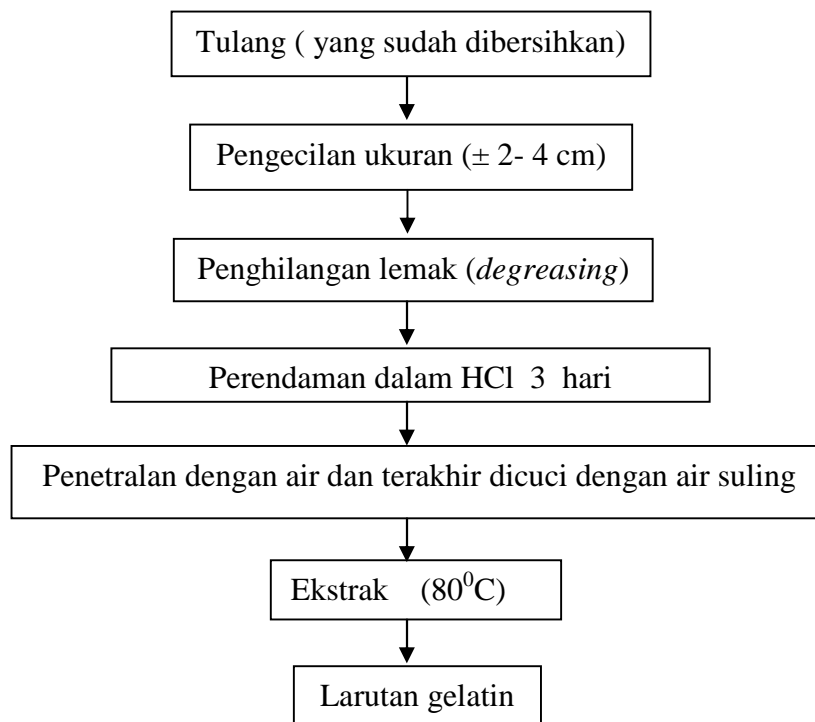 Tulang ( yang sudah dibersihkan)
Pengecilan ukuran (± 2- 4 cm)
Penghilangan lemak (degreasing)
Perendaman dalam HCl 3 hari
Penetralan dengan air dan terakhir dicuci dengan air suling
Ekstrak (80⁰C)
Larutan gelatin